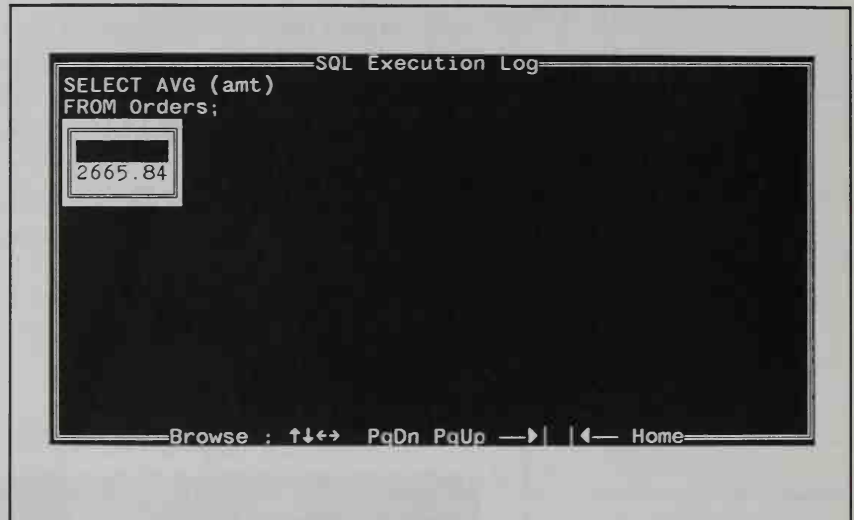 SQL Execution Log
SELECT AVG (amt)
FROM Orders;
2665.84
Browse : ↑↓←→ PgDn PgUp —▶| |◀— Home